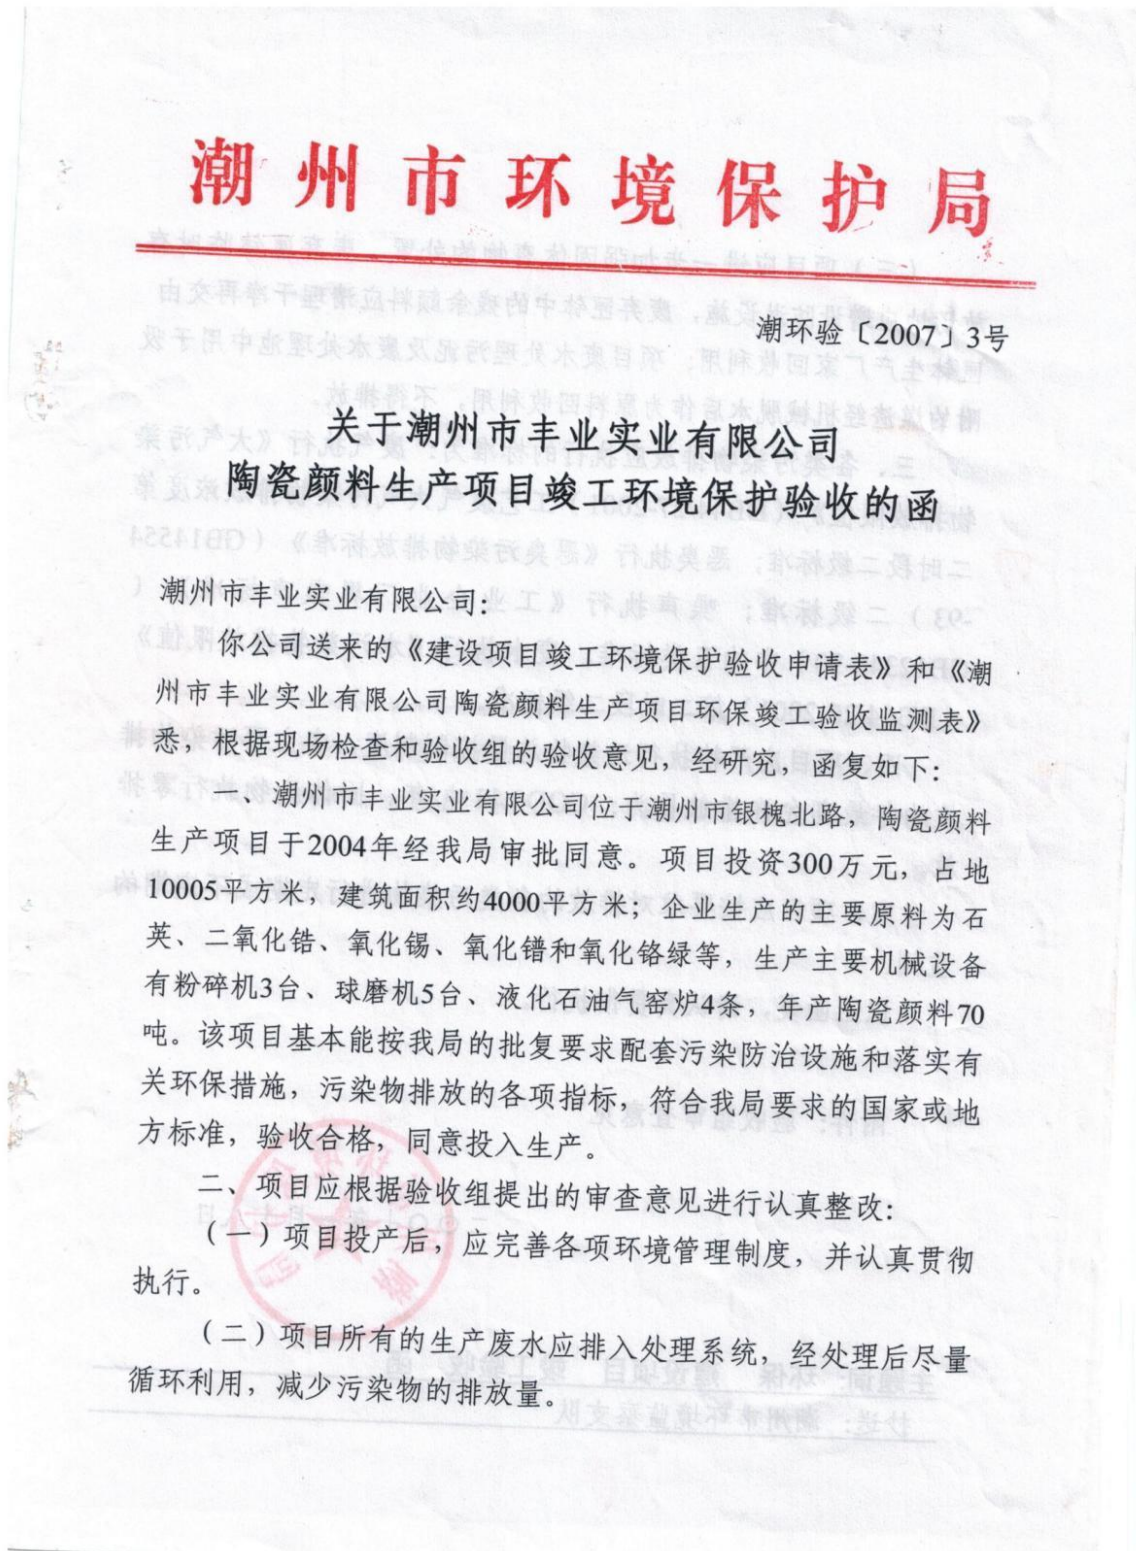 潮州市环境保护局
潮环验〔2007〕3号
关于潮州市丰业实业有限公司
陶瓷颜料生产项目竣工环境保护验收的函
潮州市丰业实业有限公司：
你公司送来的《建设项目竣工环境保护验收申请表》和《潮
州市丰业实业有限公司陶瓷颜料生产项目环保竣工验收监测表》
悉，根据现场检查和验收组的验收意见，经研究，函复如下：
一、潮州市丰业实业有限公司位于潮州市银槐北路，陶瓷颜料
生产项目于2004年经我局审批同意。项目投资300万元，占地
10005平方米，建筑面积约4000平方米；企业生产的主要原料为石
英、二氧化锆、氧化锡、氧化镨和氧化铬绿等，生产主要机械设备
有粉碎机3台、球磨机5台、液化石油气窑炉4条，年产陶瓷颜料70
吨。该项目基本能按我局的批复要求配套污染防治设施和落实有
关环保措施，污染物排放的各项指标，符合我局要求的国家或地
方标准，验收合格，同意投入生产。
二、项目应根据验收组提出的审查意见进行认真整改：
（一）项目投产后，应完善各项环境管理制度，并认真贯彻
执行。
（二）项目所有的生产废水应排入处理系统，经处理后尽量
循环利用，减少污染物的排放量。